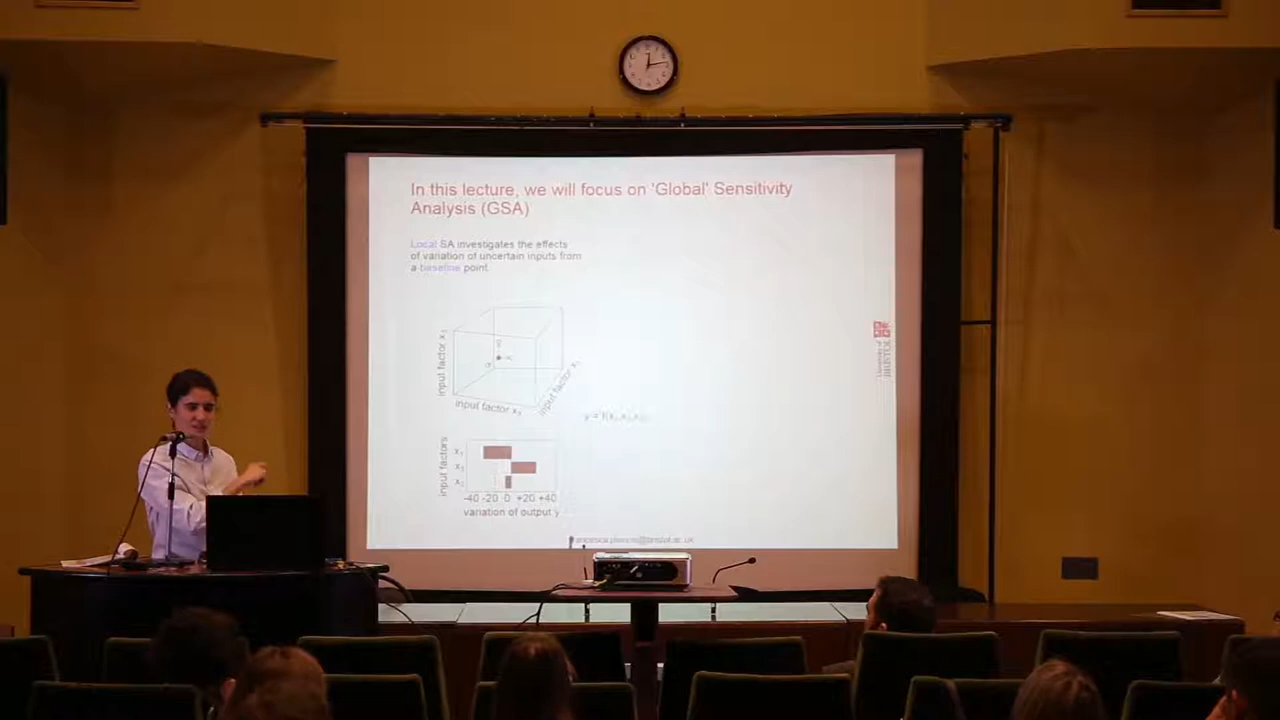 In this lecture, we will focus on 'Global' Sensitivity
Analysis (GSA)
Local SA investigates the effects
of variation of uncertain inputs from
a baseline point.
input factor x
input factor x
input factor x₂
input factors
-40 -20 0 +20 +40
variation of output y
BRISTOL